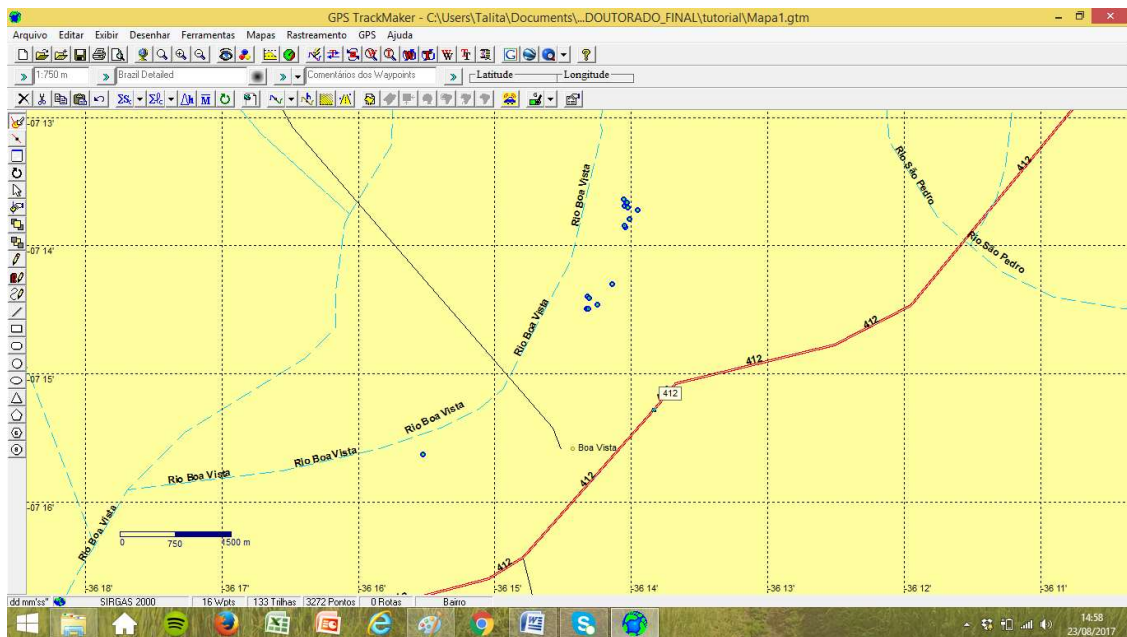 GPS TrackMaker - C:\Users\Talita\Documents\...DOUTORADO_FINAL\tutorial\Mapa1.gtm
Arquivo Editar Exibir Desenhar Ferramentas Mapas Rastreamento GPS Ajuda
1:750 m Brazil Detailed Comentários dos Waypoints Latitude Longitude
-07 13'
412
Rio São Pedro
412
Rio Boa Vista
-07 14'
Rio São Pedro
Rio Boa Vista
412
-07 15'
412
412
Rio Boa Vista
Boa Vista
Rio Boa Vista
Rio Boa Vista
412
-07 16'
Rio Boa Vista
0 750 1500 m
412
412
-36 18' -36 17' -36 16' -36 15' -36 14' -36 13' -36 12' -36 11'
dd mm'ss" SIRGAS 2000 16 Wpts 133 Trilhas 3272 Pontos 0 Rotas Bairro
14:58
23/08/2017